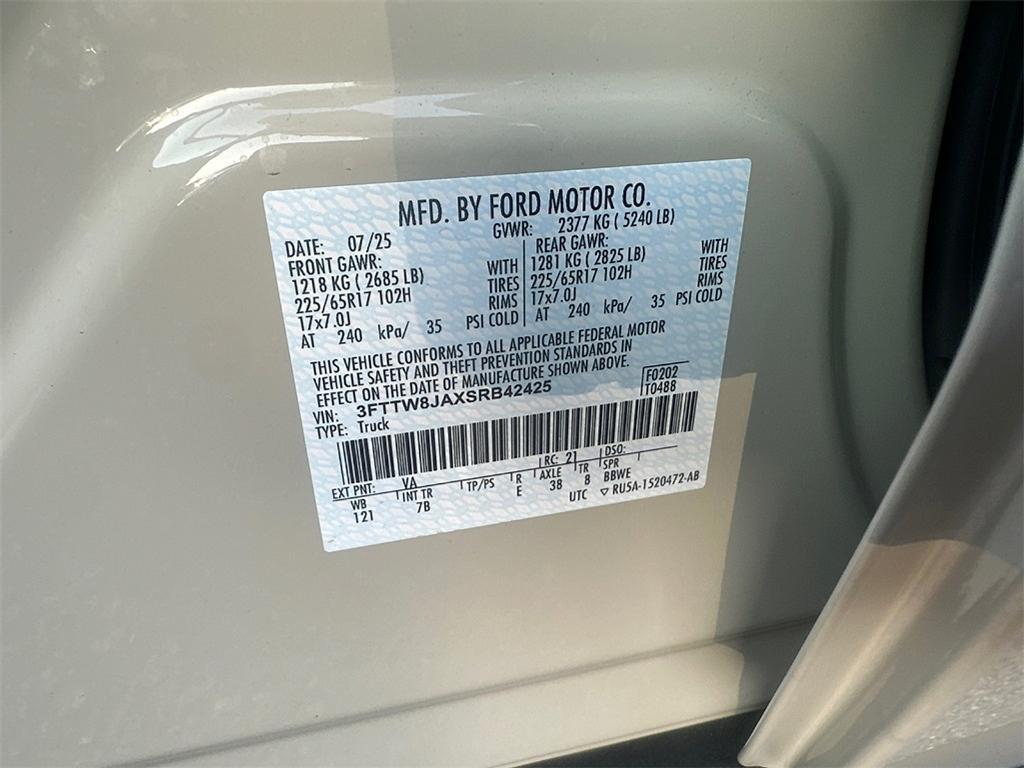 MFD. BY FORD MOTOR CO.
DATE: 07/25 GVWR: 2377 KG ( 5240 LB)
FRONT GAWR:
1218 KG ( 2685 LB) WITH
225/65R17 102H TIRES
17x7.0J RIMS
AT 240 kPa/ 35 PSI COLD
REAR GAWR:
1281 KG ( 2825 LB) WITH
225/65R17 102H TIRES
17x7.0J RIMS
AT 240 kPa/ 35 PSI COLD
THIS VEHICLE CONFORMS TO ALL APPLICABLE FEDERAL MOTOR
VEHICLE SAFETY AND THEFT PREVENTION STANDARDS IN
EFFECT ON THE DATE OF MANUFACTURE SHOWN ABOVE.
VIN: 3FTTW8JAXSRB42425
TYPE: Truck
F0202
T0488
EXT PNT: VA RC: 21 DSO:
WB INT TR TP/PS R AXLE TR SPR
121 7B E 38 8 BBWE
UTC ▽ RU5A-1520472-AB